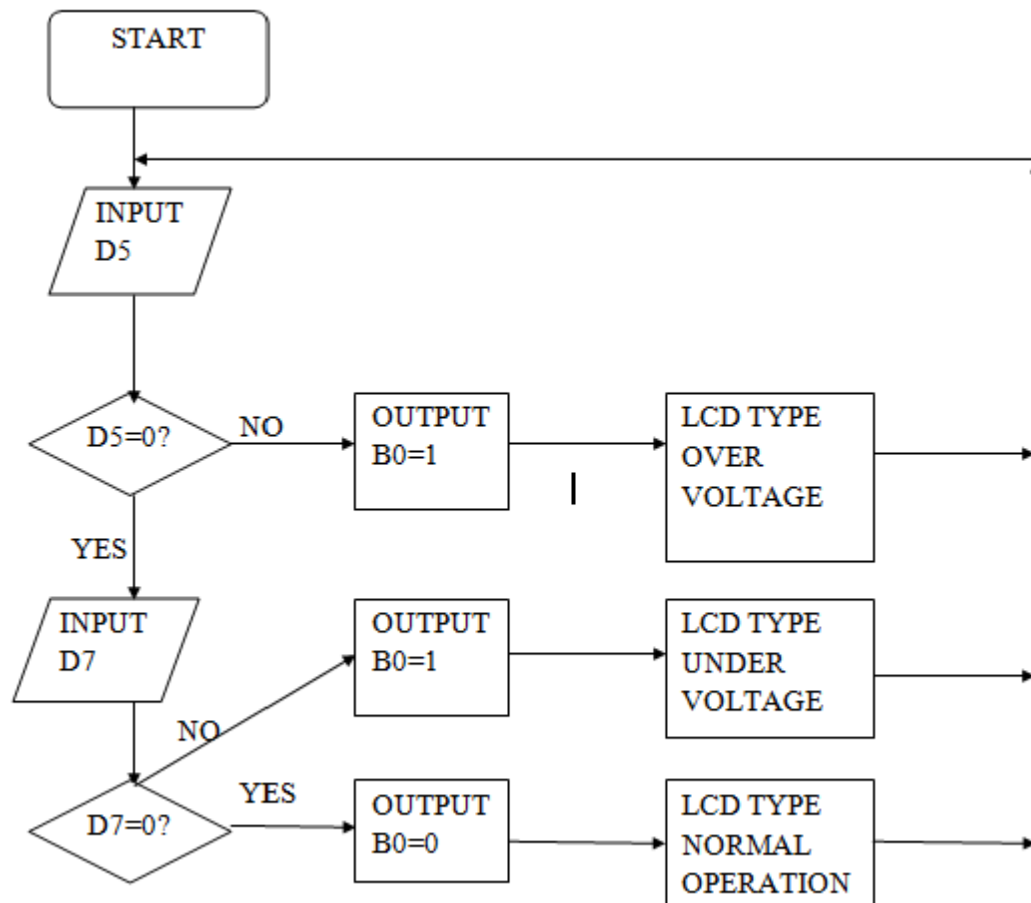 START
INPUT
D5
D5=0?
NO
OUTPUT
B0=1
LCD TYPE
OVER
VOLTAGE
YES
INPUT
D7
NO
OUTPUT
B0=1
LCD TYPE
UNDER
VOLTAGE
D7=0?
YES
OUTPUT
B0=0
LCD TYPE
NORMAL
OPERATION